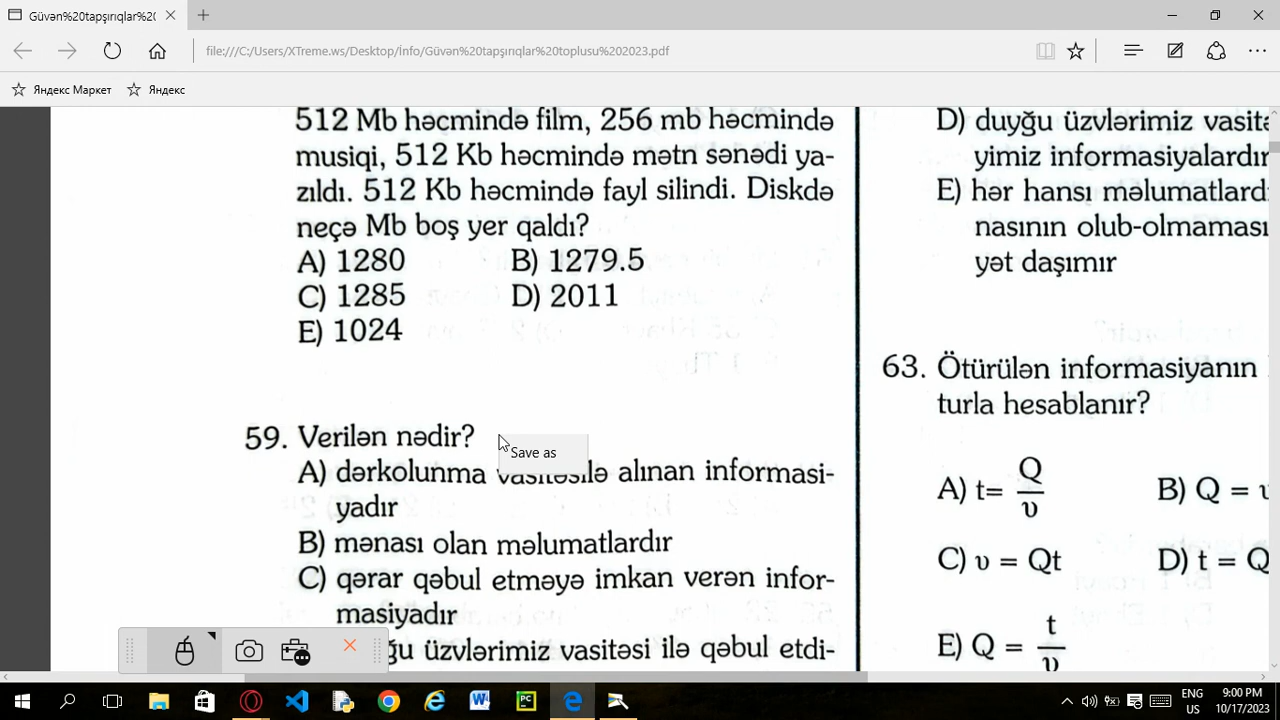 Güvən%20tapşırıqlar%20
file:///C:/Users/XTreme.ws/Desktop/İnfo/Güvən%20tapşırıqlar%20toplusu%202023.pdf
Яндекс Маркет
Яндекс
512 Mb həcmində film, 256 mb həcmində
musiqi, 512 Kb həcmində mətn sənədi ya-
zıldı. 512 Kb həcmində fayl silindi. Diskdə
neçə Mb boş yer qaldı?
A) 1280 B) 1279.5
C) 1285 D) 2011
E) 1024
59. Verilən nədir?
Save as
A) dərkolunma vasitəsilə alınan informasi-
yadır
B) mənası olan məlumatlardır
C) qərar qəbul etməyə imkan verən infor-
masiyadır
üzvlərimiz vasitəsi ilə qəbul etdi-
D) duyğu üzvlərimiz
yimiz informasiyalardır
E) hər hansı
nasının olub-olmaması
yət daşımır
63. Ötürülən informasiyanın
turla hesablanır?
A) t= Q/υ B) Q =
C) υ = Qt D) t = Q
E) Q = t/υ
ENG
US
9:00 PM
10/17/2023